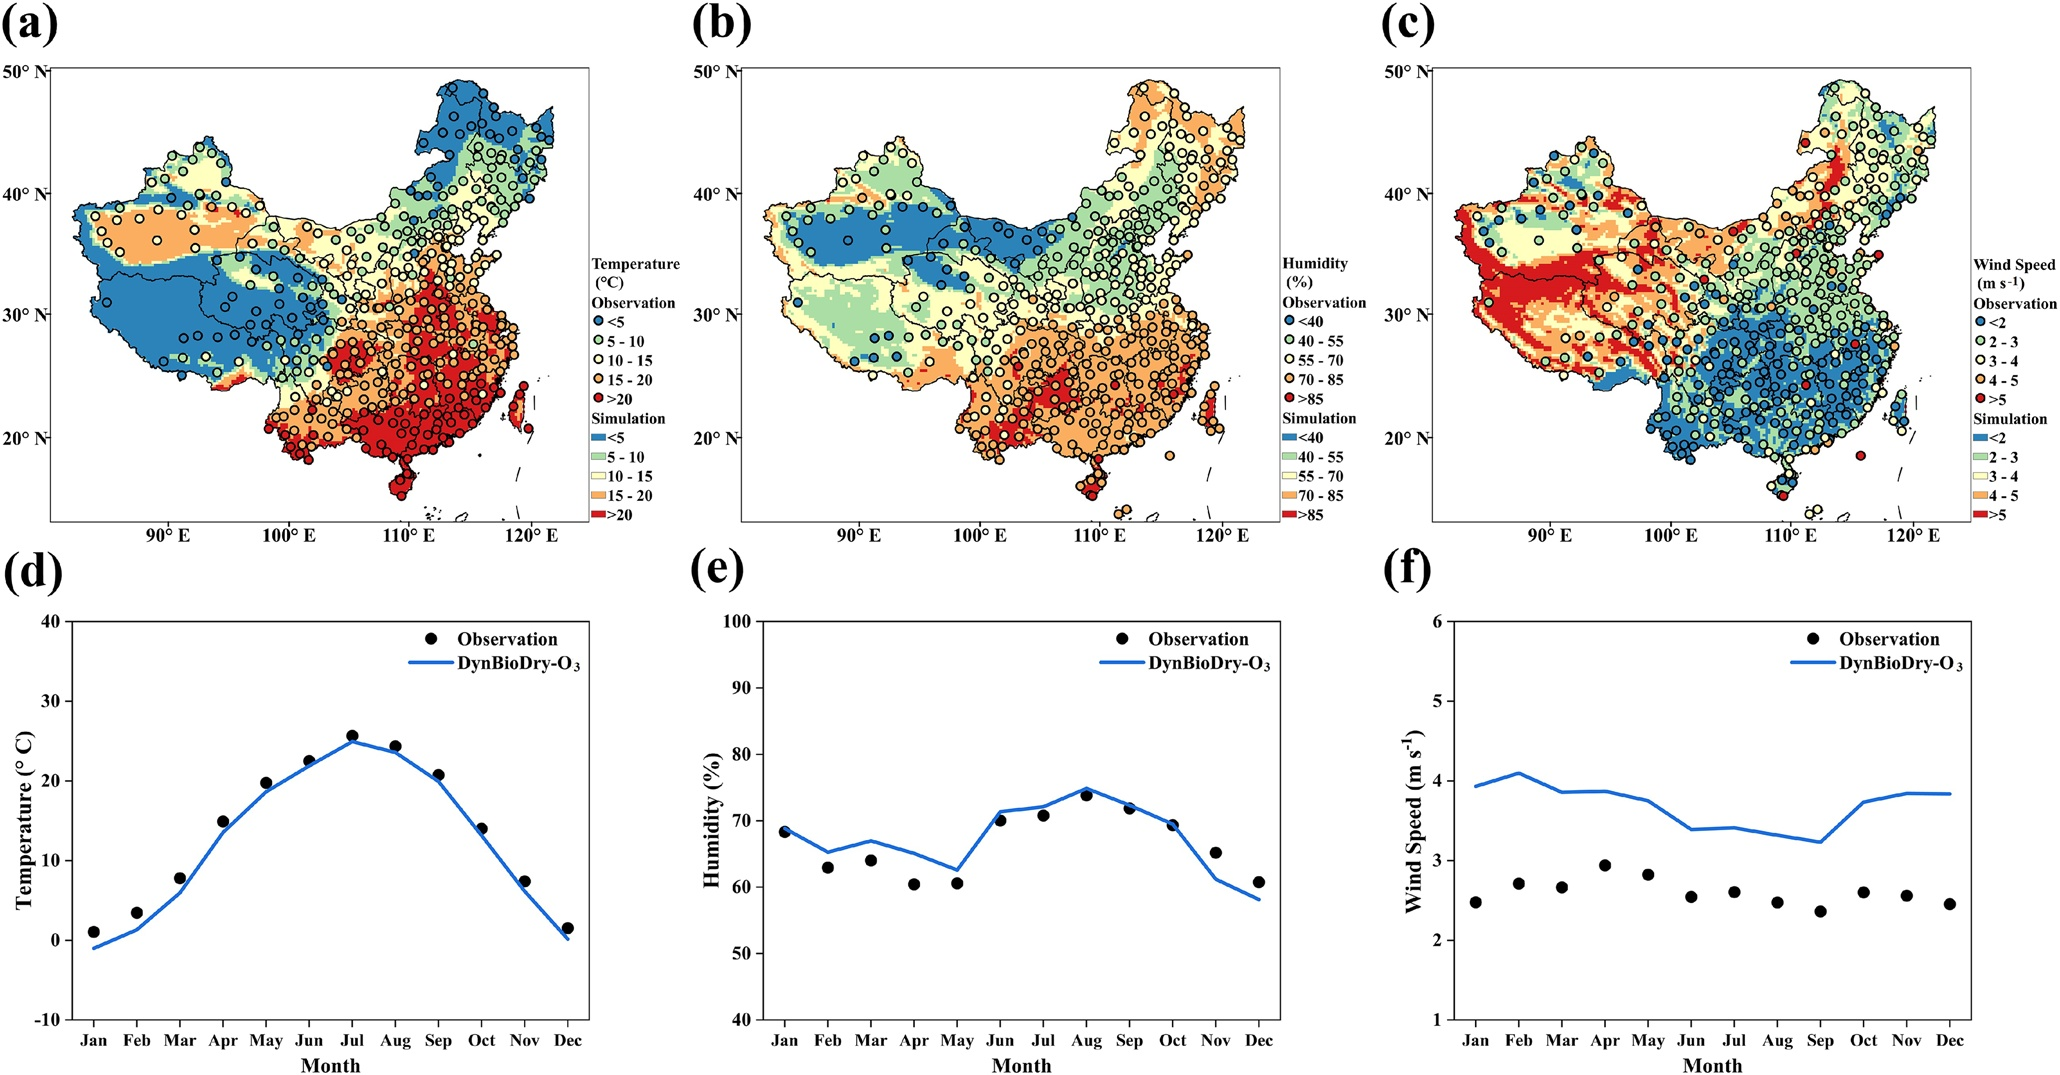 (a)
50° N
40° N
30° N
20° N
90° E
100° E
110° E
120° E
Temperature
(°C)
Observation
<5
5 - 10
10 - 15
15 - 20
>20
Simulation
<5
5 - 10
10 - 15
15 - 20
>20
(b)
50° N
40° N
30° N
20° N
90° E
100° E
110° E
120° E
Humidity
(%)
Observation
<40
40 - 55
55 - 70
70 - 85
>85
Simulation
<40
40 - 55
55 - 70
70 - 85
>85
(c)
50° N
40° N
30° N
20° N
90° E
100° E
110° E
120° E
Wind Speed
(m s⁻¹)
Observation
<2
2 - 3
3 - 4
4 - 5
>5
Simulation
<2
2 - 3
3 - 4
4 - 5
>5
(d)
Temperature (° C)
40
30
20
10
0
-10
Observation
DynBioDry-O₃
Jan Feb Mar Apr May Jun Jul Aug Sep Oct Nov Dec
Month
(e)
Humidity (%)
100
90
80
70
60
50
40
Observation
DynBioDry-O₃
Jan Feb Mar Apr May Jun Jul Aug Sep Oct Nov Dec
Month
(f)
Wind Speed (m s⁻¹)
6
5
4
3
2
1
Observation
DynBioDry-O₃
Jan Feb Mar Apr May Jun Jul Aug Sep Oct Nov Dec
Month